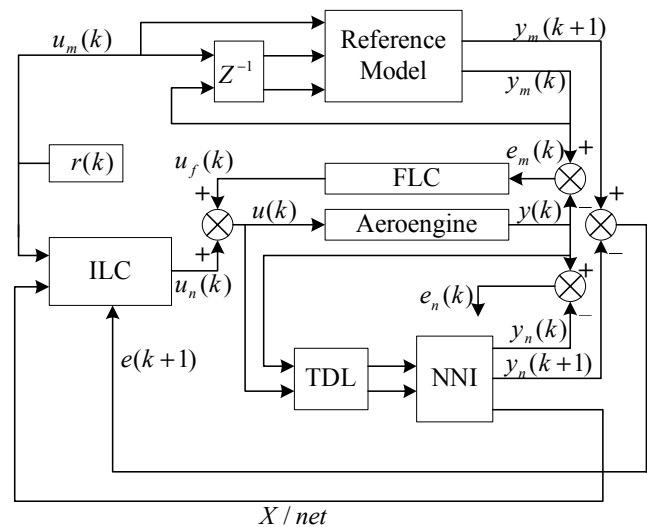 u_m(k)
Z^{-1}
Reference
Model
y_m(k+1)
y_m(k)
r(k)
u_f(k)
FLC
e_m(k)
+
+
+
u(k)
Aeroengine
y(k)
−
ILC
+
u_n(k)
−
+
e_n(k)
−
y_n(k)
e(k+1)
TDL
NNI
y_n(k+1)
X / net